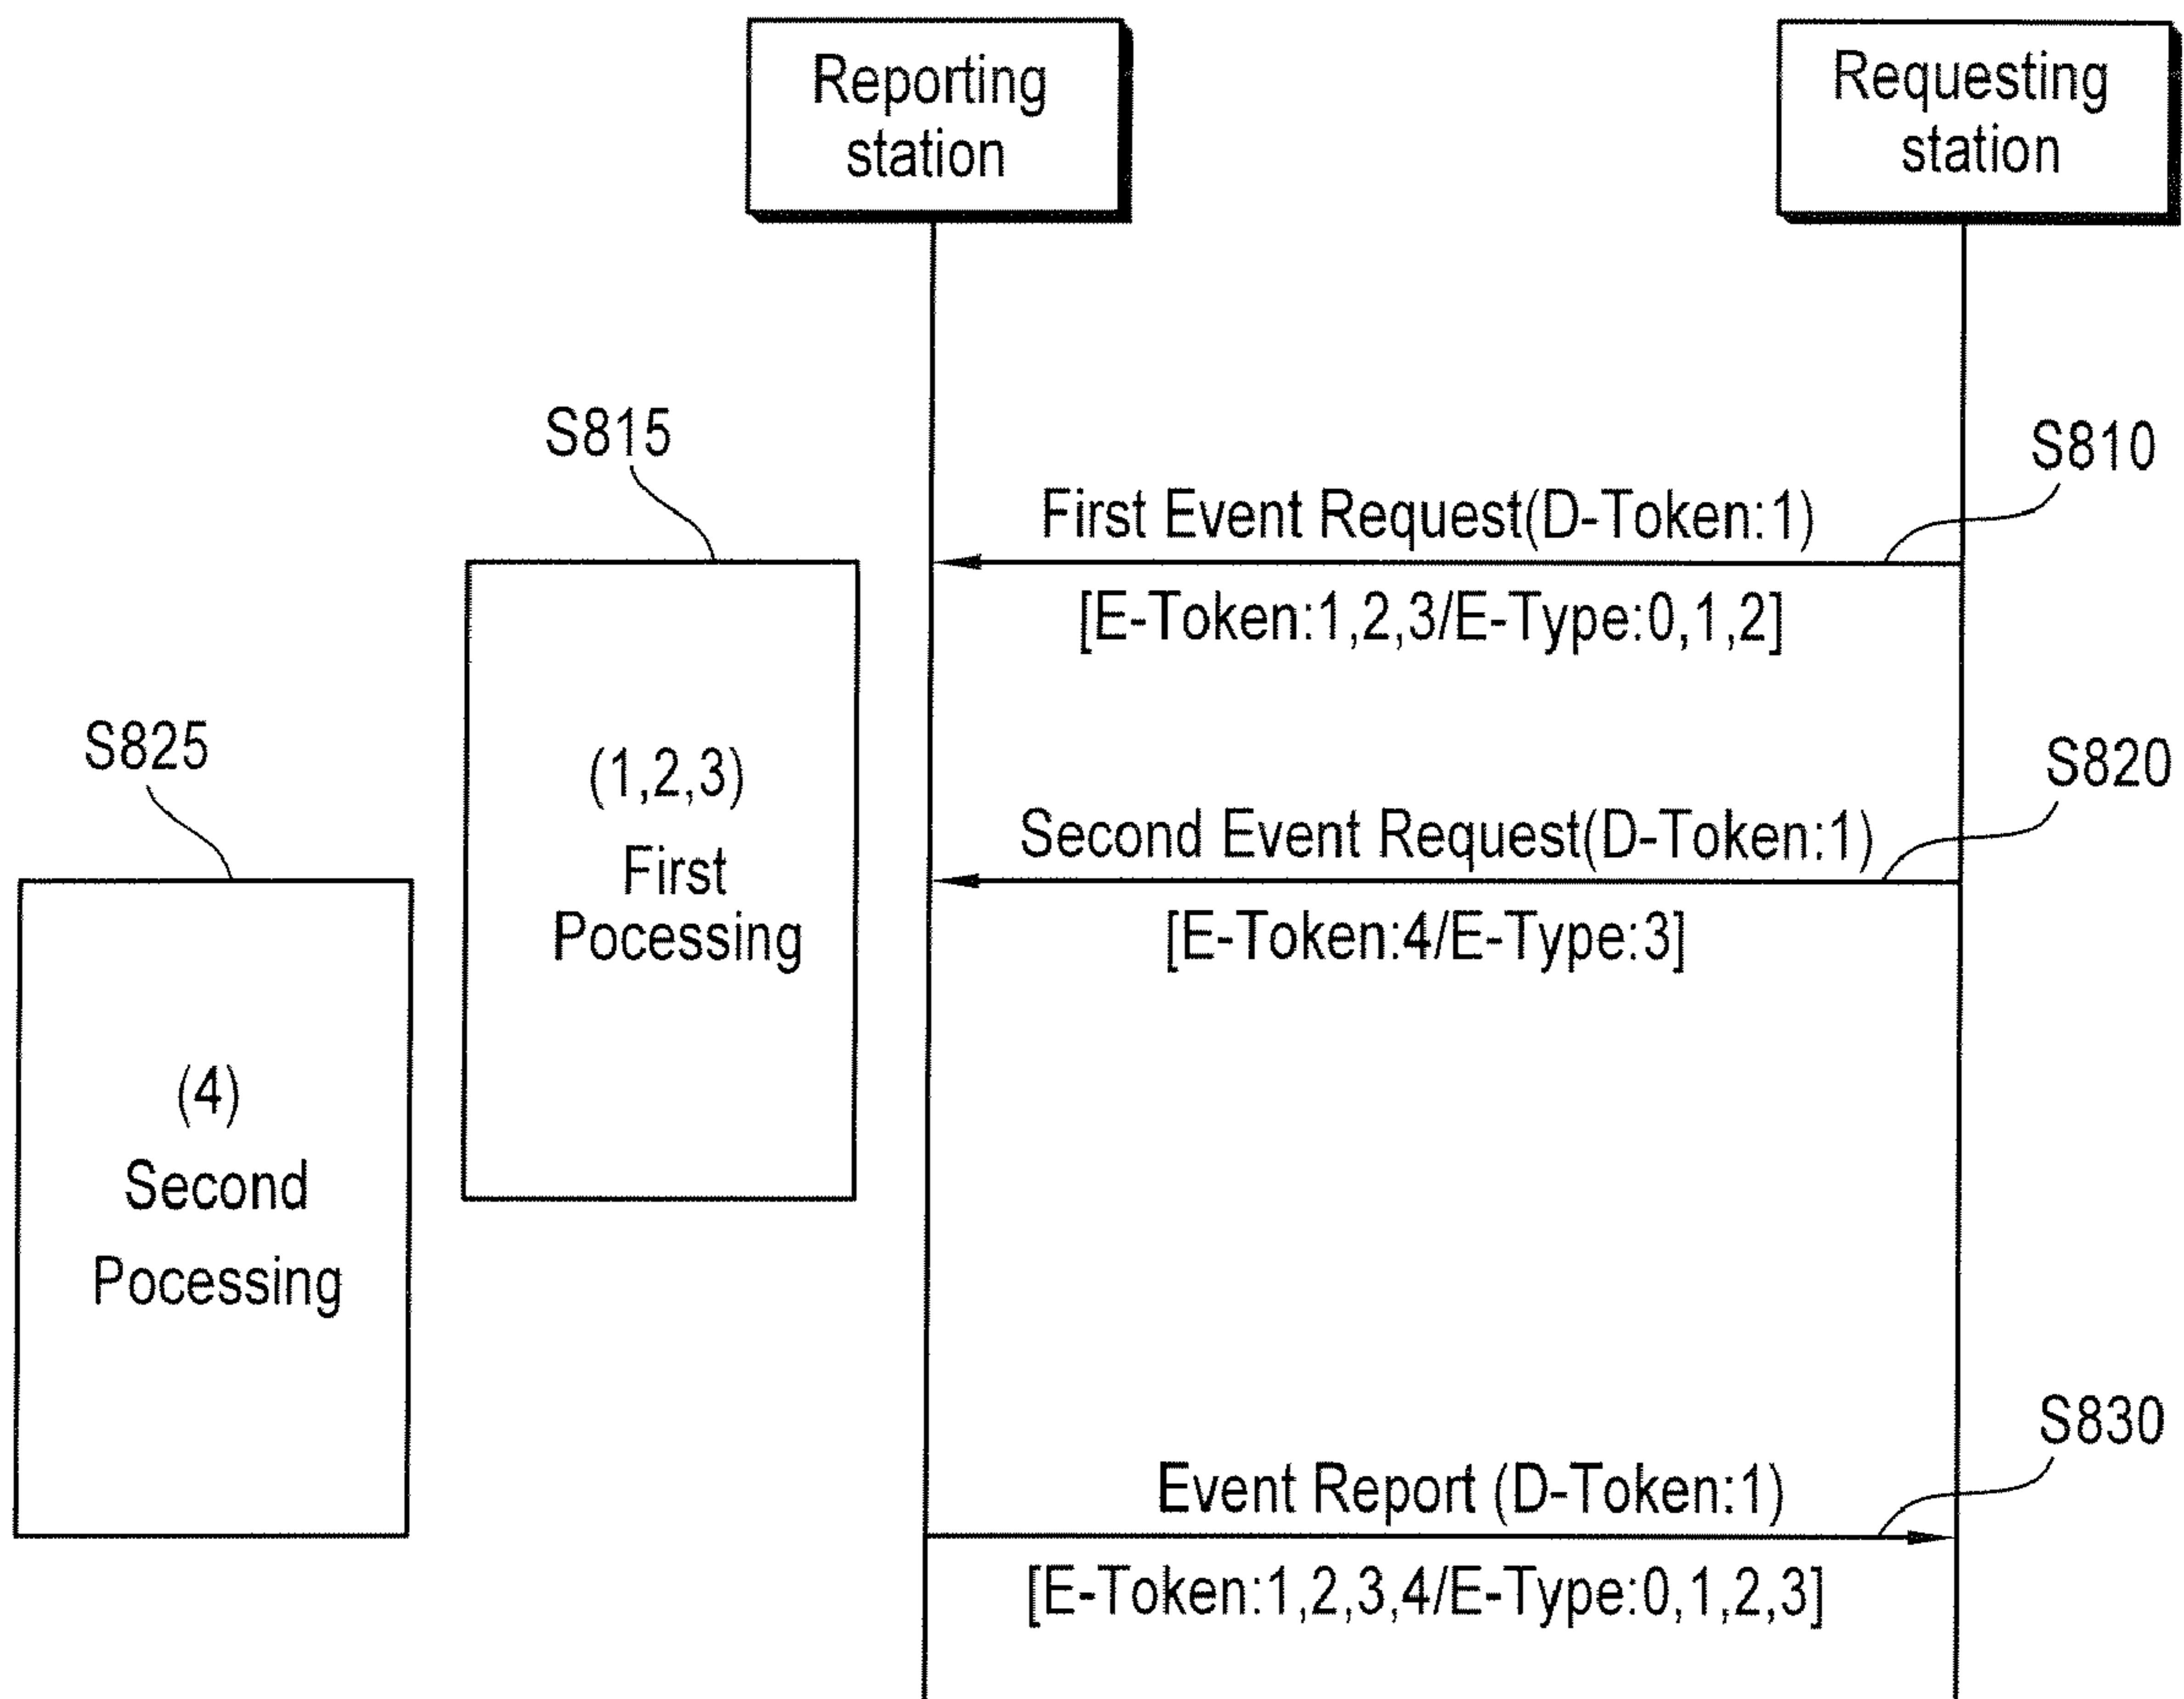 Reporting
station
Requesting
station
S815
S810
First Event Request(D-Token:1)
[E-Token:1,2,3/E-Type:0,1,2]
S825
(1,2,3)
First
Pocessing
S820
Second Event Request(D-Token:1)
[E-Token:4/E-Type:3]
(4)
Second
Pocessing
S830
Event Report (D-Token:1)
[E-Token:1,2,3,4/E-Type:0,1,2,3]